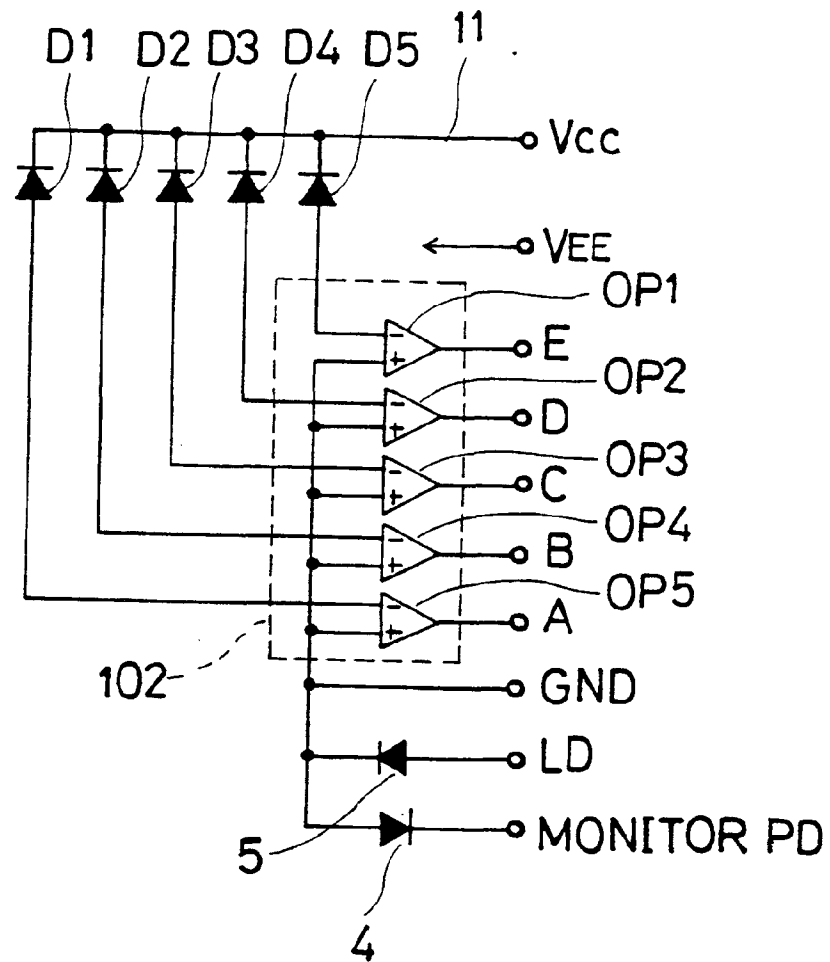 D1 D2 D3 D4 D5 11
Vcc
VEE
OP1
- + E
OP2
- + D
OP3
- + C
OP4
- + B
OP5
- + A
102
GND
LD
5
MONITOR PD
4